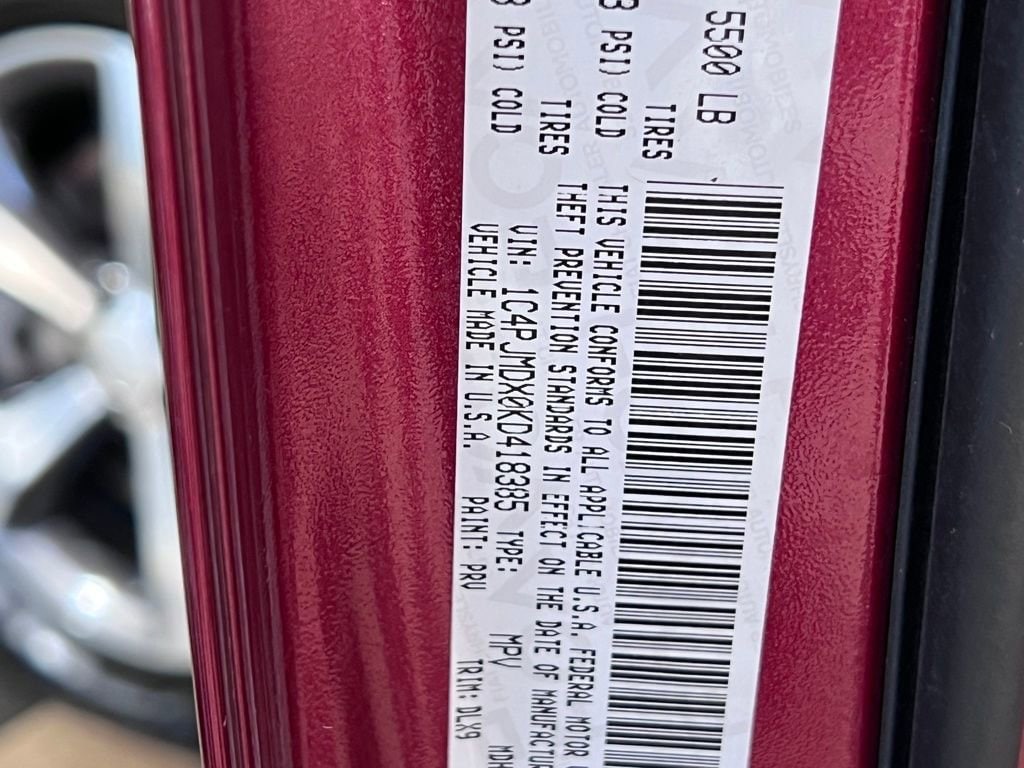 5500 LB
TIRES
3 PSI) COLD
TIRES
3 PSI) COLD
THIS VEHICLE CONFORMS TO ALL APPLICABLE U.S.A. FEDERAL MOTOR
THEFT PREVENTION STANDARDS IN EFFECT ON THE DATE OF MANUFACTU
VIN: 1C4PJMDX0KD418385 TYPE: MPV MDH
VEHICLE MADE IN U.S.A. PAINT: PRV TRIM: DLX9